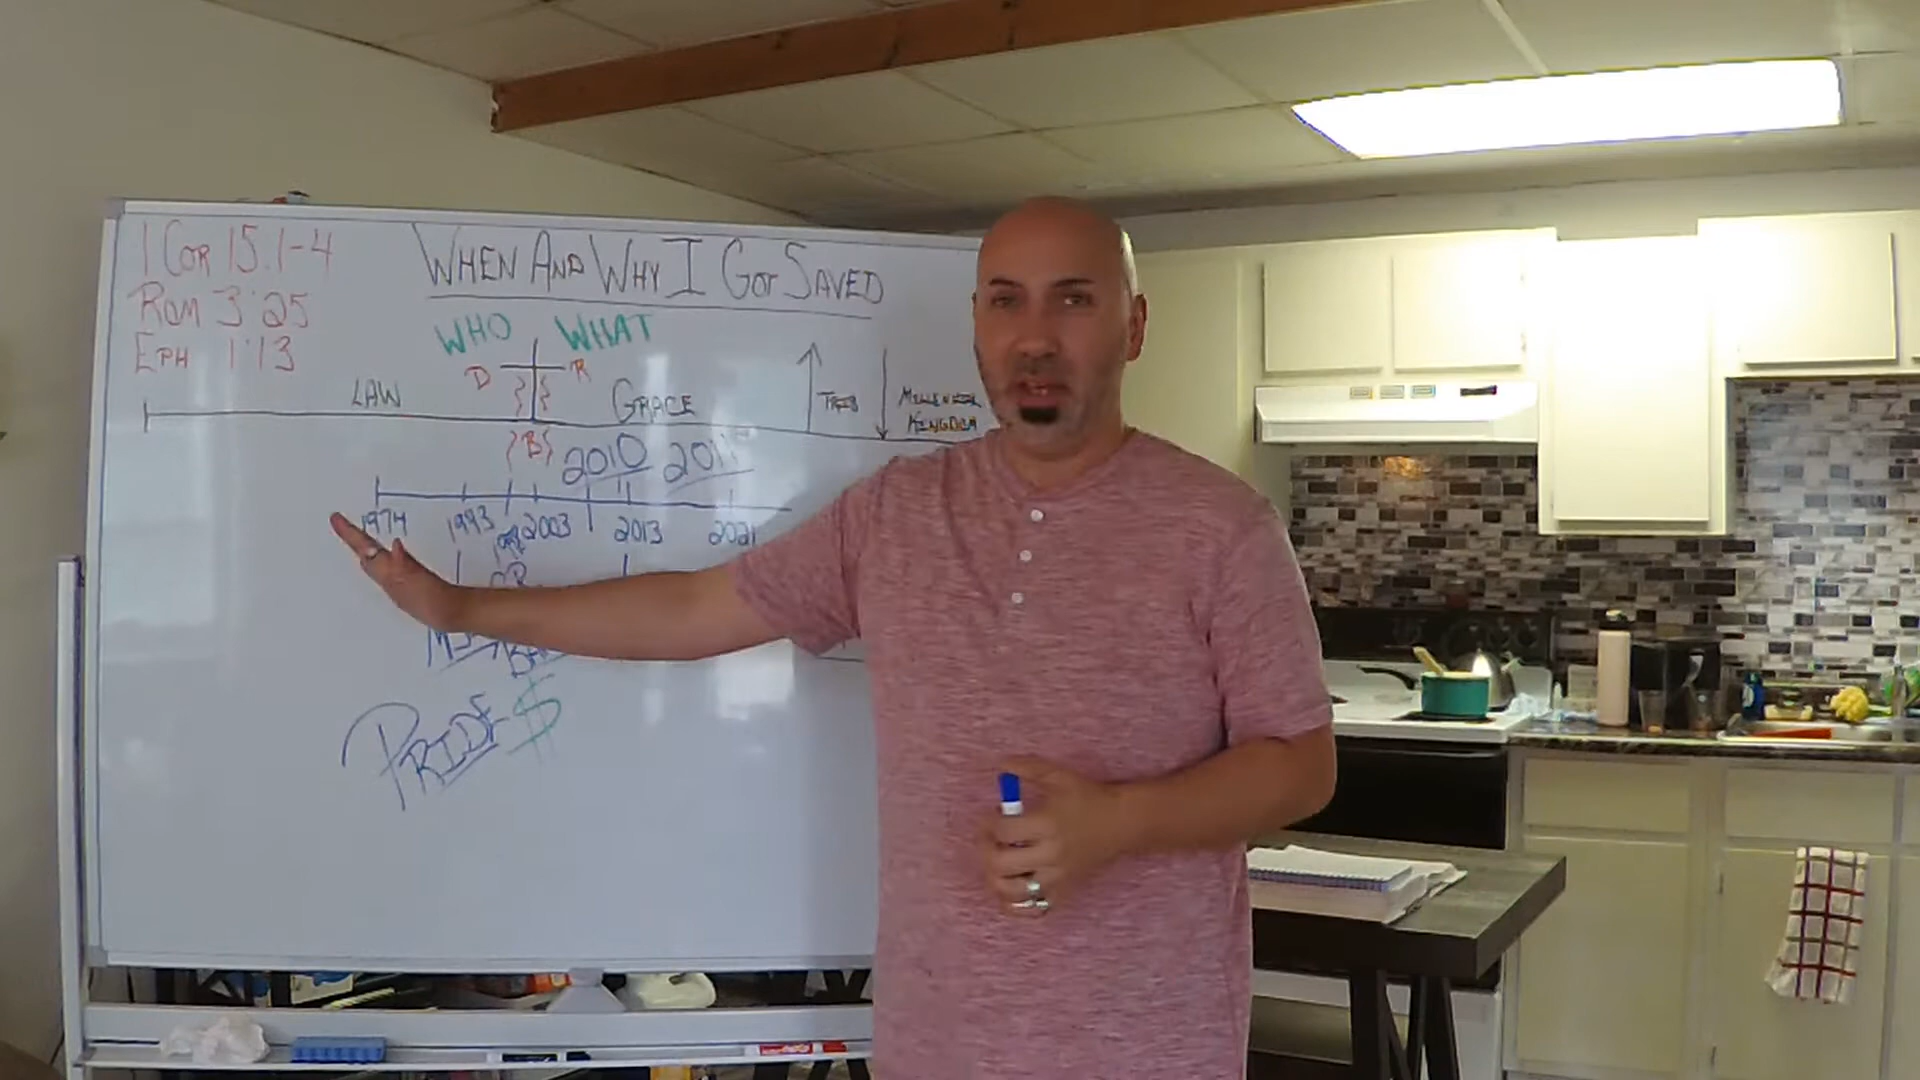 1 COR 15:1-4
ROM 3:25
EPH 1:13
WHEN AND WHY I GOT SAVED
WHO WHAT
D R
LAW GRACE
TRIB
KINGDOM
B
2010 2011
1974 1993 2003 2013 2021
PRIDE $